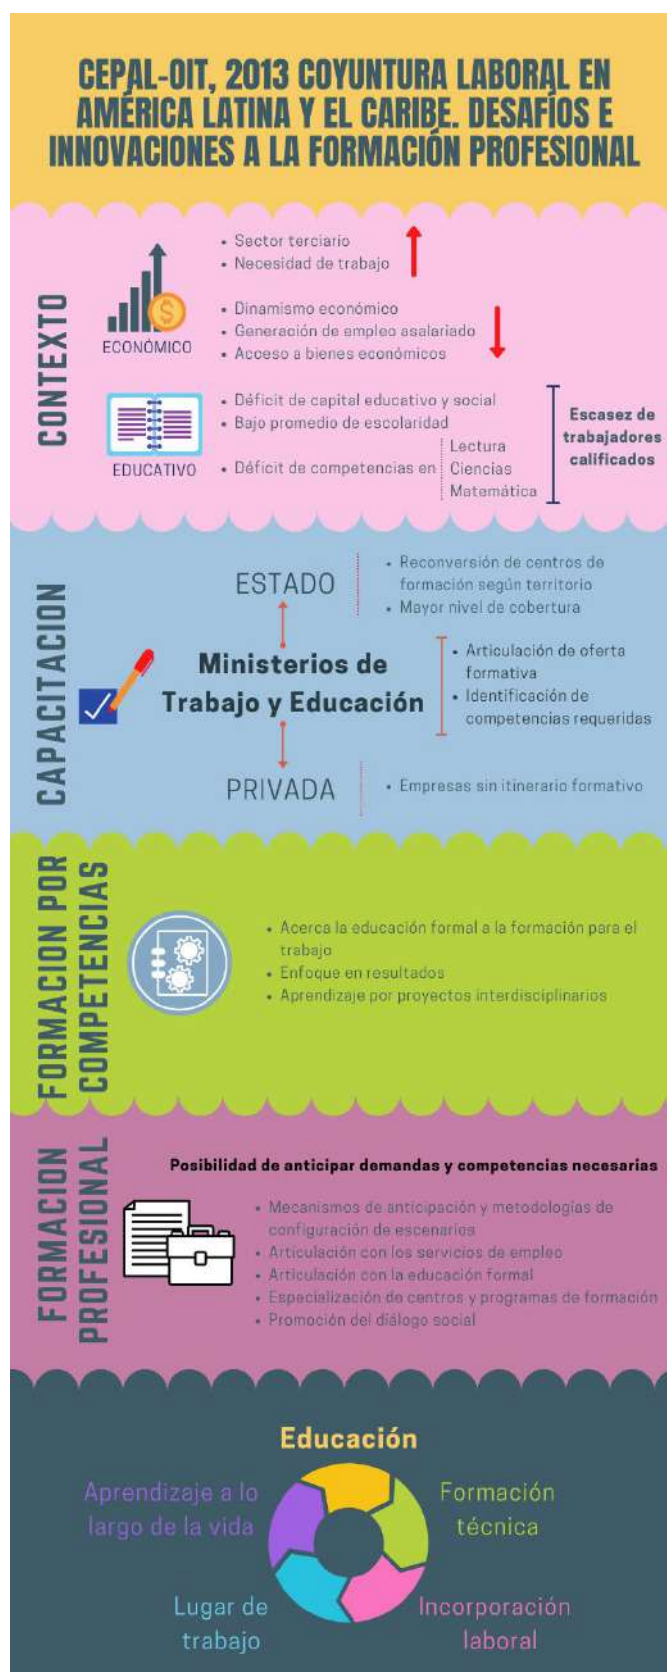 CEPAL-OIT, 2013 COYUNTURA LABORAL EN
AMÉRICA LATINA Y EL CARIBE. DESAFÍOS E
INNOVACIONES A LA FORMACIÓN PROFESIONAL
CONTEXTO
ECONÓMICO
• Sector terciario
• Necesidad de trabajo
• Dinamismo económico
• Generación de empleo asalariado
• Acceso a bienes económicos
EDUCATIVO
• Déficit de capital educativo y social
• Bajo promedio de escolaridad
• Déficit de competencias en
Lectura
Ciencias
Matemática
Escasez de
trabajadores
calificados
CAPACITACION
ESTADO
• Reconversión de centros de
formación según territorio
• Mayor nivel de cobertura
Ministerios de
Trabajo y Educación
• Articulación de oferta
formativa
• Identificación de
competencias requeridas
PRIVADA
• Empresas sin itinerario formativo
FORMACION POR
COMPETENCIAS
• Acerca la educación formal a la formación para el
trabajo
• Enfoque en resultados
• Aprendizaje por proyectos interdisciplinarios
FORMACION
PROFESIONAL
Posibilidad de anticipar demandas y competencias necesarias
• Mecanismos de anticipación y metodologías de
configuración de escenarios
• Articulación con los servicios de empleo
• Articulación con la educación formal
• Especialización de centros y programas de formación
• Promoción del diálogo social
Educación
Aprendizaje a lo
largo de la vida
Formación
técnica
Lugar de
trabajo
Incorporación
laboral